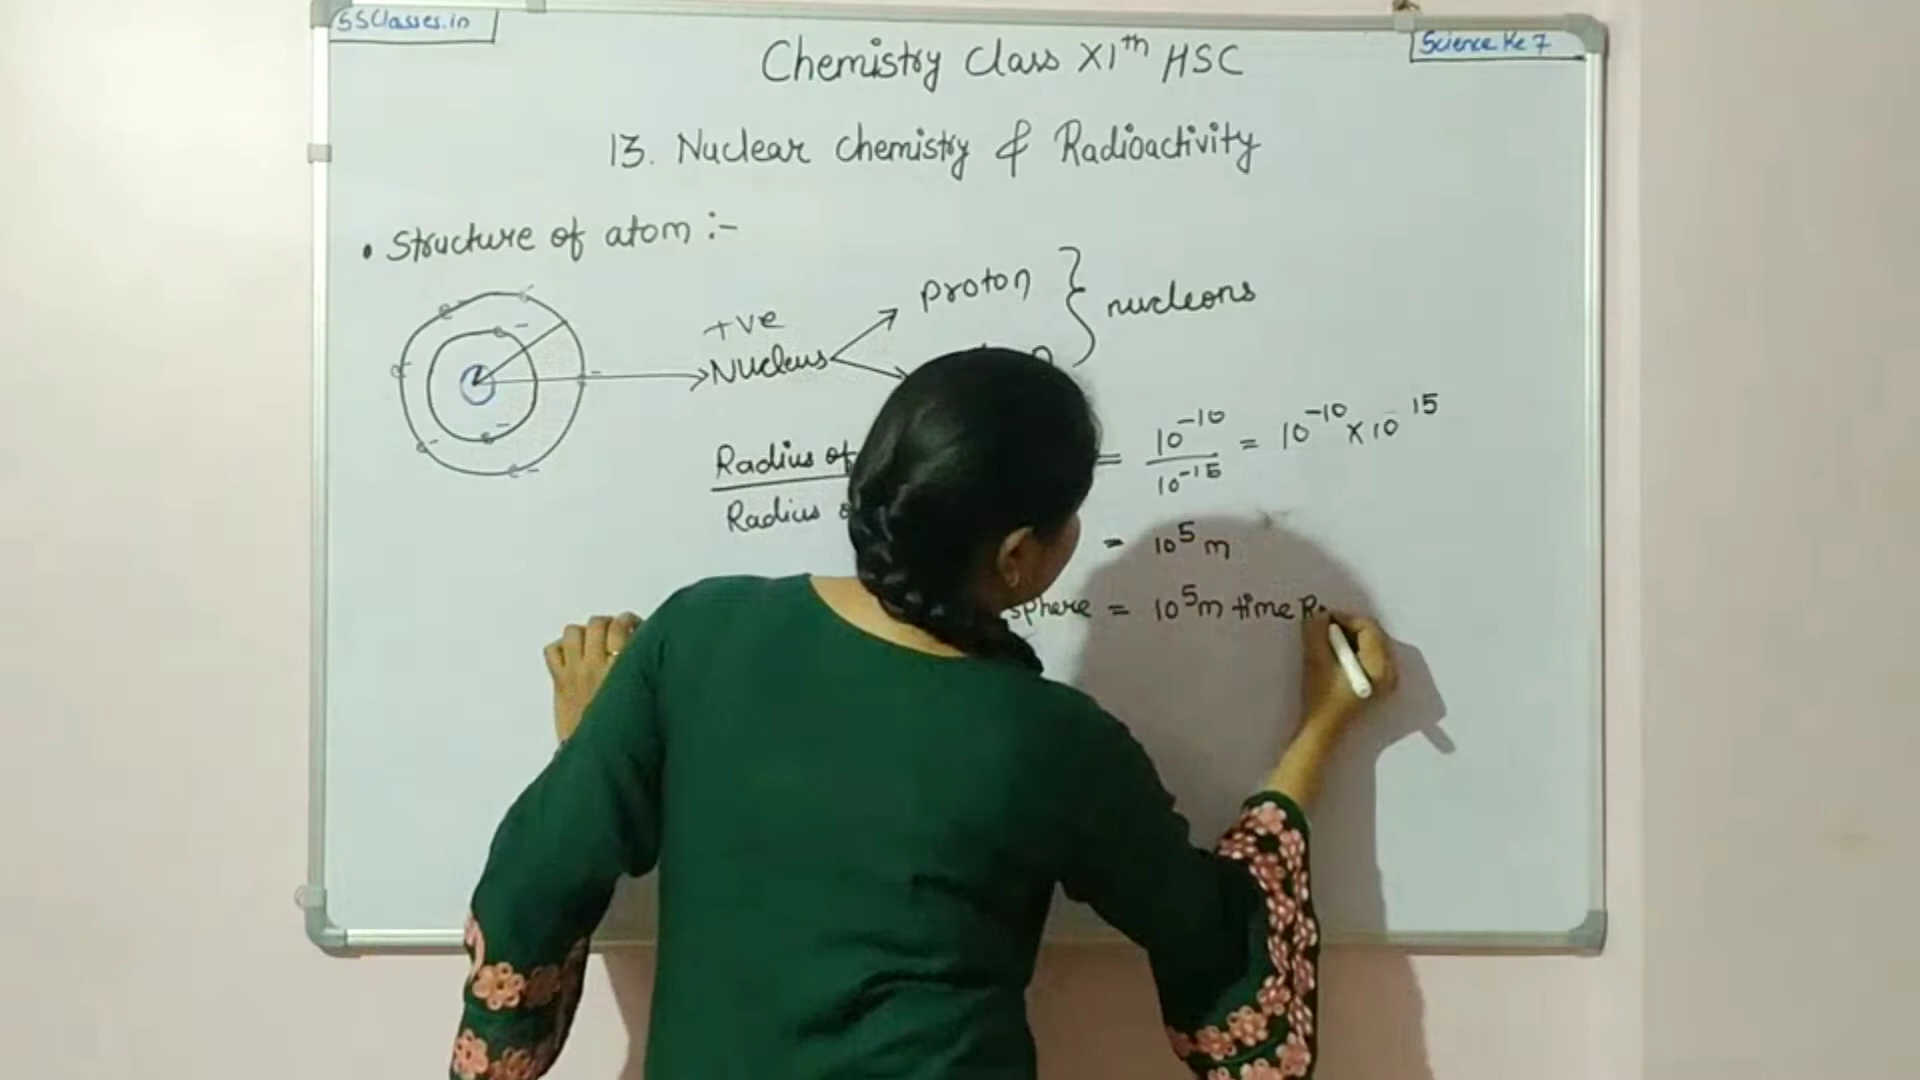 SSClasses.in
Science Ke 7
Chemistry Class XIth HSC
13. Nuclear chemistry & Radioactivity
• Structure of atom :-
proton } nucleons
+ve
Nucleus
Radius of = 10^-10 / 10^-15 = 10^-10 × 10^15
Radius
= 10^5 m
sphere = 10^5 m time